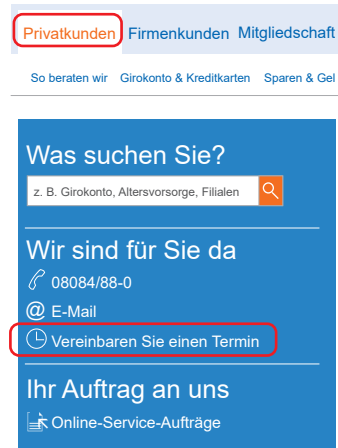 Privatkunden Firmenkunden Mitgliedschaft
So beraten wir Girokonto & Kreditkarten Sparen & Gel
Was suchen Sie?
z. B. Girokonto, Altersvorsorge, Filialen
Wir sind für Sie da
08084/88-0
@ E-Mail
Vereinbaren Sie einen Termin
Ihr Auftrag an uns
Online-Service-Aufträge